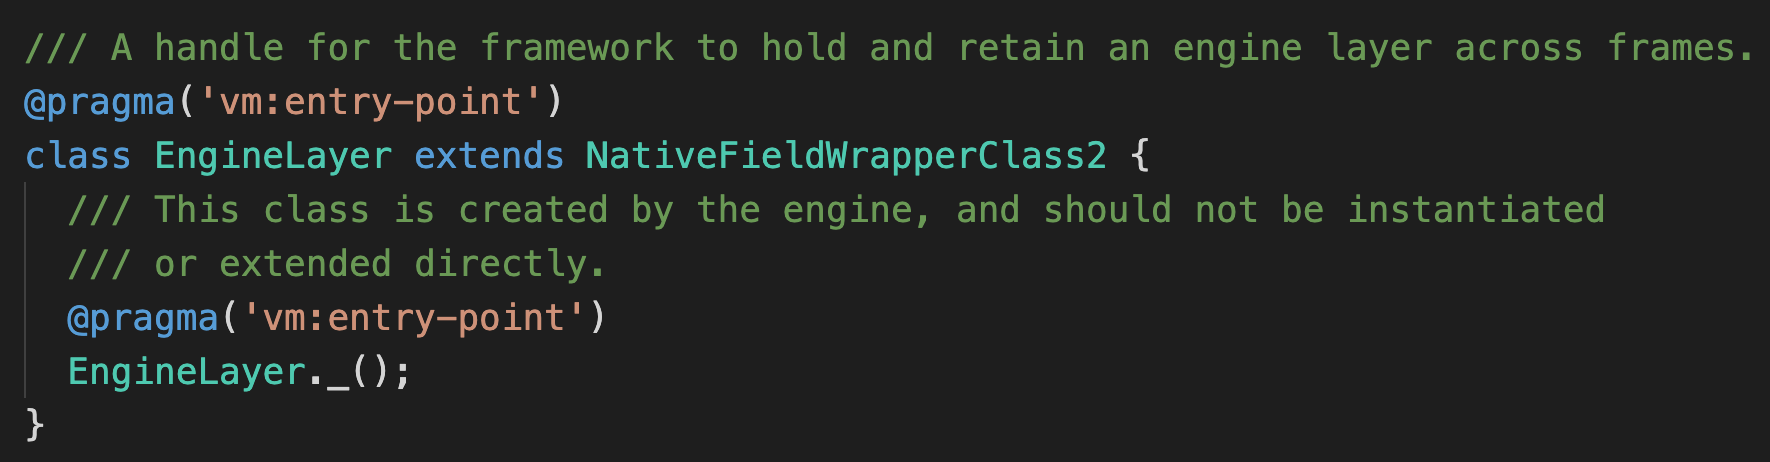 /// A handle for the framework to hold and retain an engine layer across frames.
@pragma('vm:entry-point')
class EngineLayer extends NativeFieldWrapperClass2 {
  /// This class is created by the engine, and should not be instantiated
  /// or extended directly.
  @pragma('vm:entry-point')
  EngineLayer._();
}